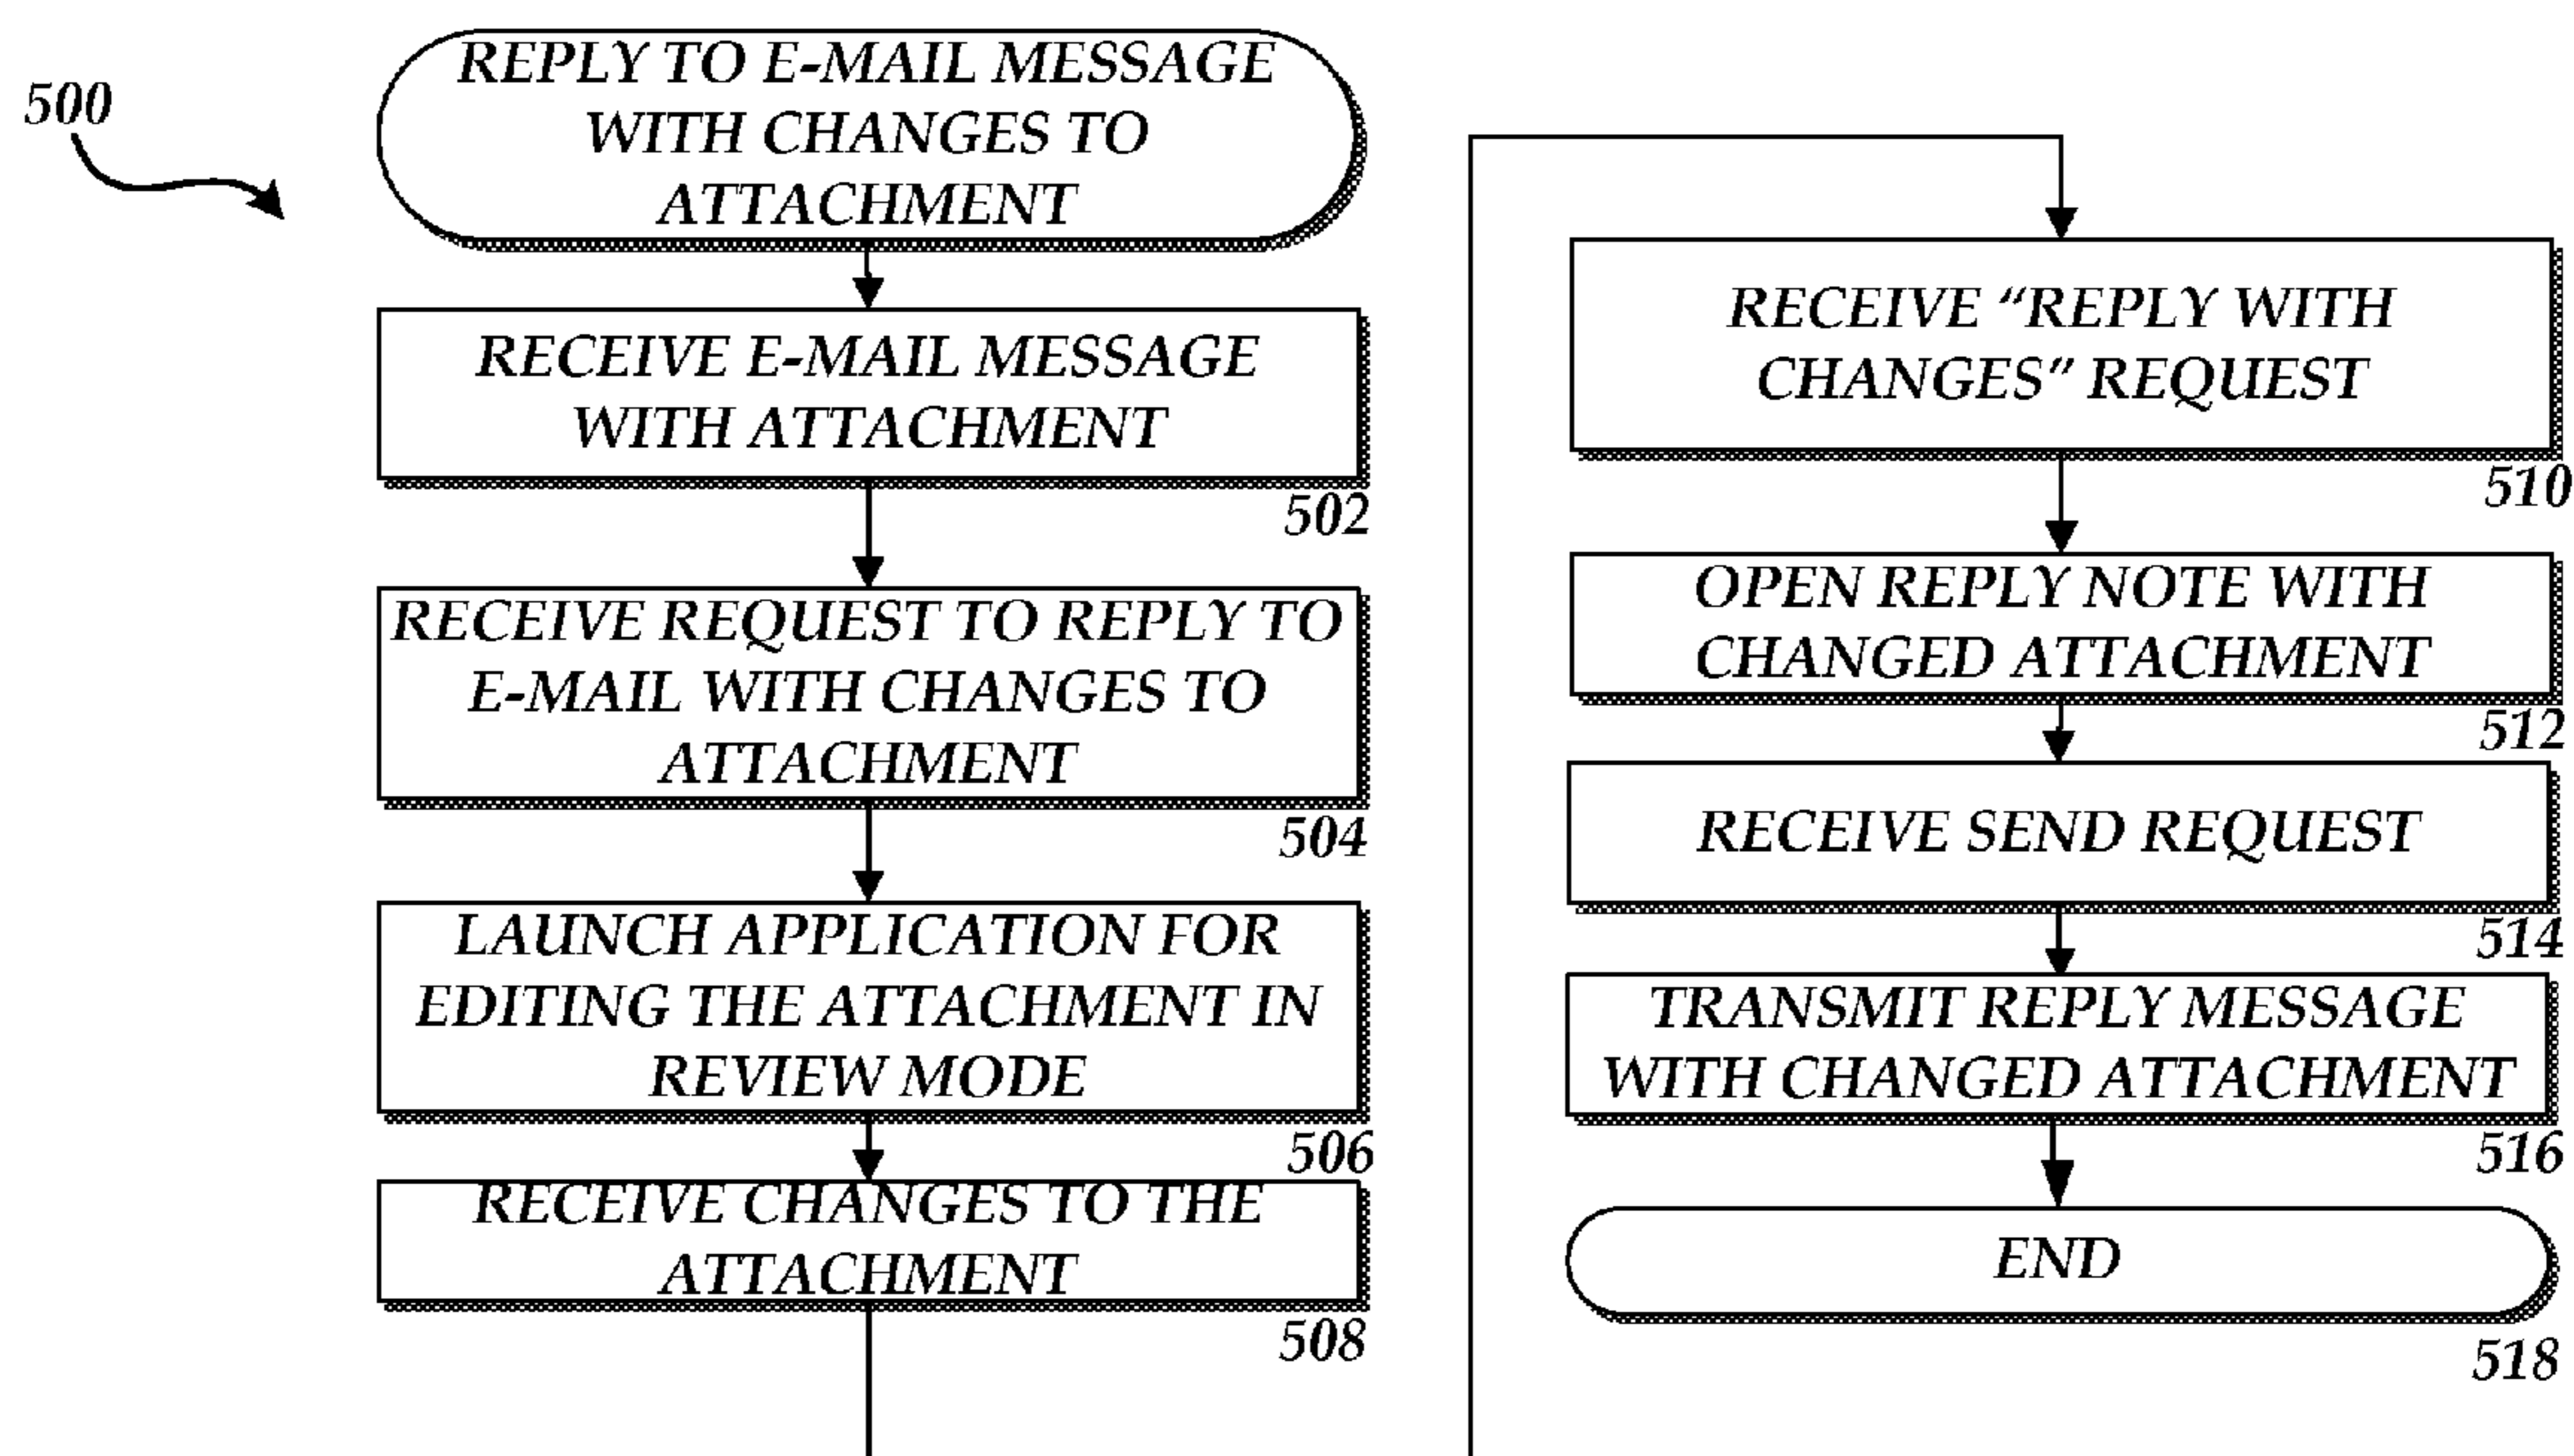 500
REPLY TO E-MAIL MESSAGE
WITH CHANGES TO
ATTACHMENT
RECEIVE E-MAIL MESSAGE
WITH ATTACHMENT
502
RECEIVE REQUEST TO REPLY TO
E-MAIL WITH CHANGES TO
ATTACHMENT
504
LAUNCH APPLICATION FOR
EDITING THE ATTACHMENT IN
REVIEW MODE
506
RECEIVE CHANGES TO THE
ATTACHMENT
508
RECEIVE “REPLY WITH
CHANGES” REQUEST
510
OPEN REPLY NOTE WITH
CHANGED ATTACHMENT
512
RECEIVE SEND REQUEST
514
TRANSMIT REPLY MESSAGE
WITH CHANGED ATTACHMENT
516
END
518